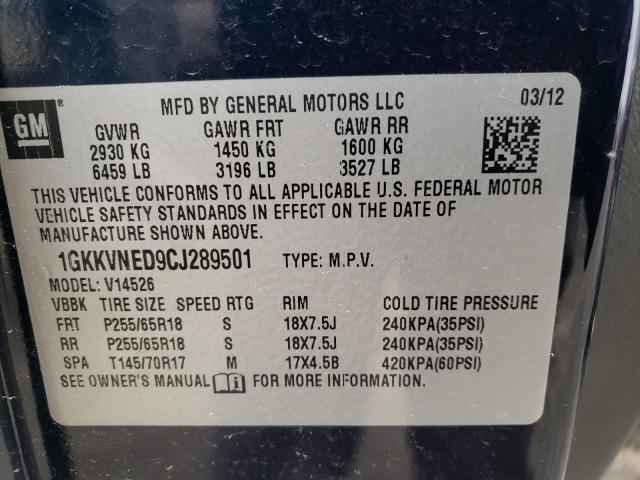 MFD BY GENERAL MOTORS LLC 03/12
GM®
GVWR GAWR FRT GAWR RR
2930 KG 1450 KG 1600 KG
6459 LB 3196 LB 3527 LB
THIS VEHICLE CONFORMS TO ALL APPLICABLE U.S. FEDERAL MOTOR
VEHICLE SAFETY STANDARDS IN EFFECT ON THE DATE OF
MANUFACTURE SHOWN ABOVE.
1GKKVNED9CJ289501 TYPE: M.P.V.
MODEL: V14526
VBBK TIRE SIZE SPEED RTG RIM COLD TIRE PRESSURE
FRT P255/65R18 S 18X7.5J 240KPA(35PSI)
RR P255/65R18 S 18X7.5J 240KPA(35PSI)
SPA T145/70R17 M 17X4.5B 420KPA(60PSI)
SEE OWNER'S MANUAL FOR MORE INFORMATION